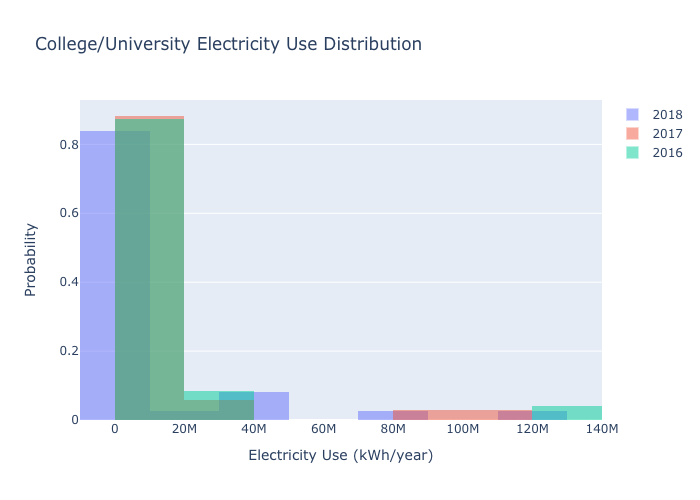 College/University Electricity Use Distribution
2018
2017
2016
0.8
0.6
0.4
0.2
0
Probability
0
20M
40M
60M
80M
100M
120M
140M
Electricity Use (kWh/year)